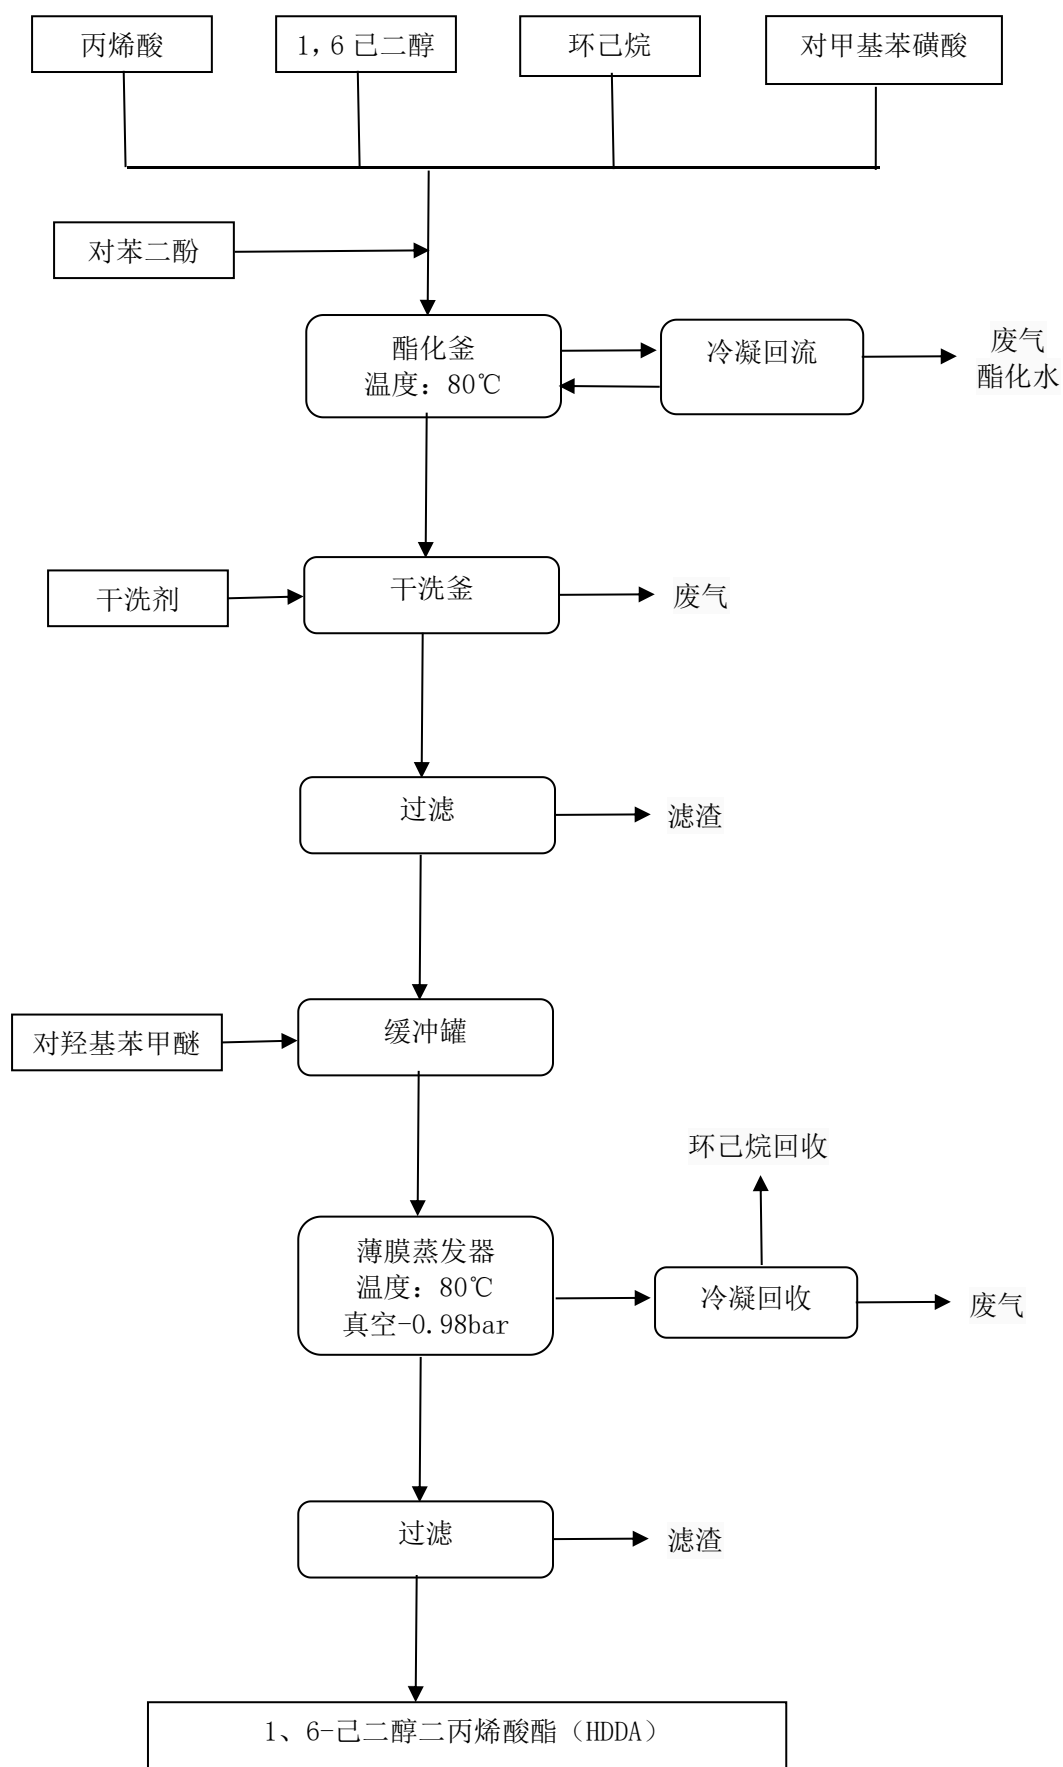 丙烯酸
1，6已二醇
环己烷
对甲基苯磺酸
对苯二酚
酯化釜
温度：80℃
冷凝回流
废气
酯化水
干洗剂
干洗釜
废气
过滤
滤渣
对羟基苯甲醚
缓冲罐
环己烷回收
薄膜蒸发器
温度：80℃
真空-0.98bar
冷凝回收
废气
过滤
滤渣
1、6-己二醇二丙烯酸酯（HDDA）